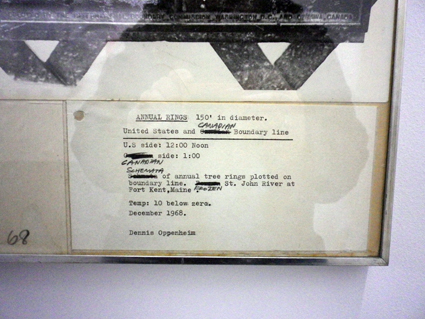 ANNUAL RINGS 150' in diameter.
CANADIAN
United States and Boundary line
U.S side: 12:00 Noon
side: 1:00
CANADIAN
SCHEMATA
of annual tree rings plotted on
boundary line. St. John River at
Fort Kent,Maine FROZEN
Temp: 10 below zero.
December 1968.
Dennis Oppenheim
68